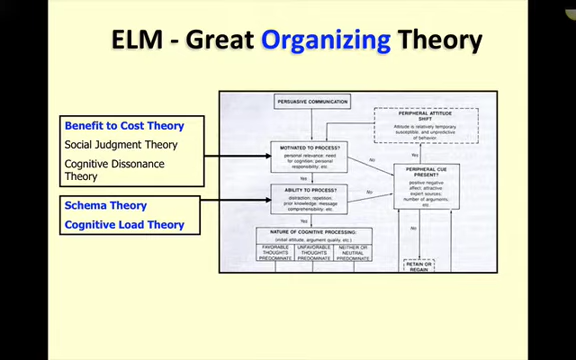 ELM - Great Organizing Theory
Benefit to Cost Theory
Social Judgment Theory
Cognitive Dissonance
Theory
Schema Theory
Cognitive Load Theory
PERSUASIVE COMMUNICATION
MOTIVATED TO PROCESS?
personal relevance; need
for cognition; personal
responsibility; etc.
No
Yes
ABILITY TO PROCESS?
distraction; repetition;
prior knowledge; message
comprehensibility; etc.
No
Yes
NATURE OF COGNITIVE PROCESSING:
(initial attitude, argument quality, etc.)
FAVORABLE
THOUGHTS
PREDOMINATE
UNFAVORABLE
THOUGHTS
PREDOMINATE
NEITHER OR
NEUTRAL
PREDOMINATE
PERIPHERAL ATTITUDE
SHIFT
Attitude is relatively temporary
susceptible, and unpredictive
of behavior.
Yes
PERIPHERAL CUE
PRESENT?
positive/negative
affect; attractive
expert sources;
number of arguments;
etc.
No
RETAIN OR
REGAIN